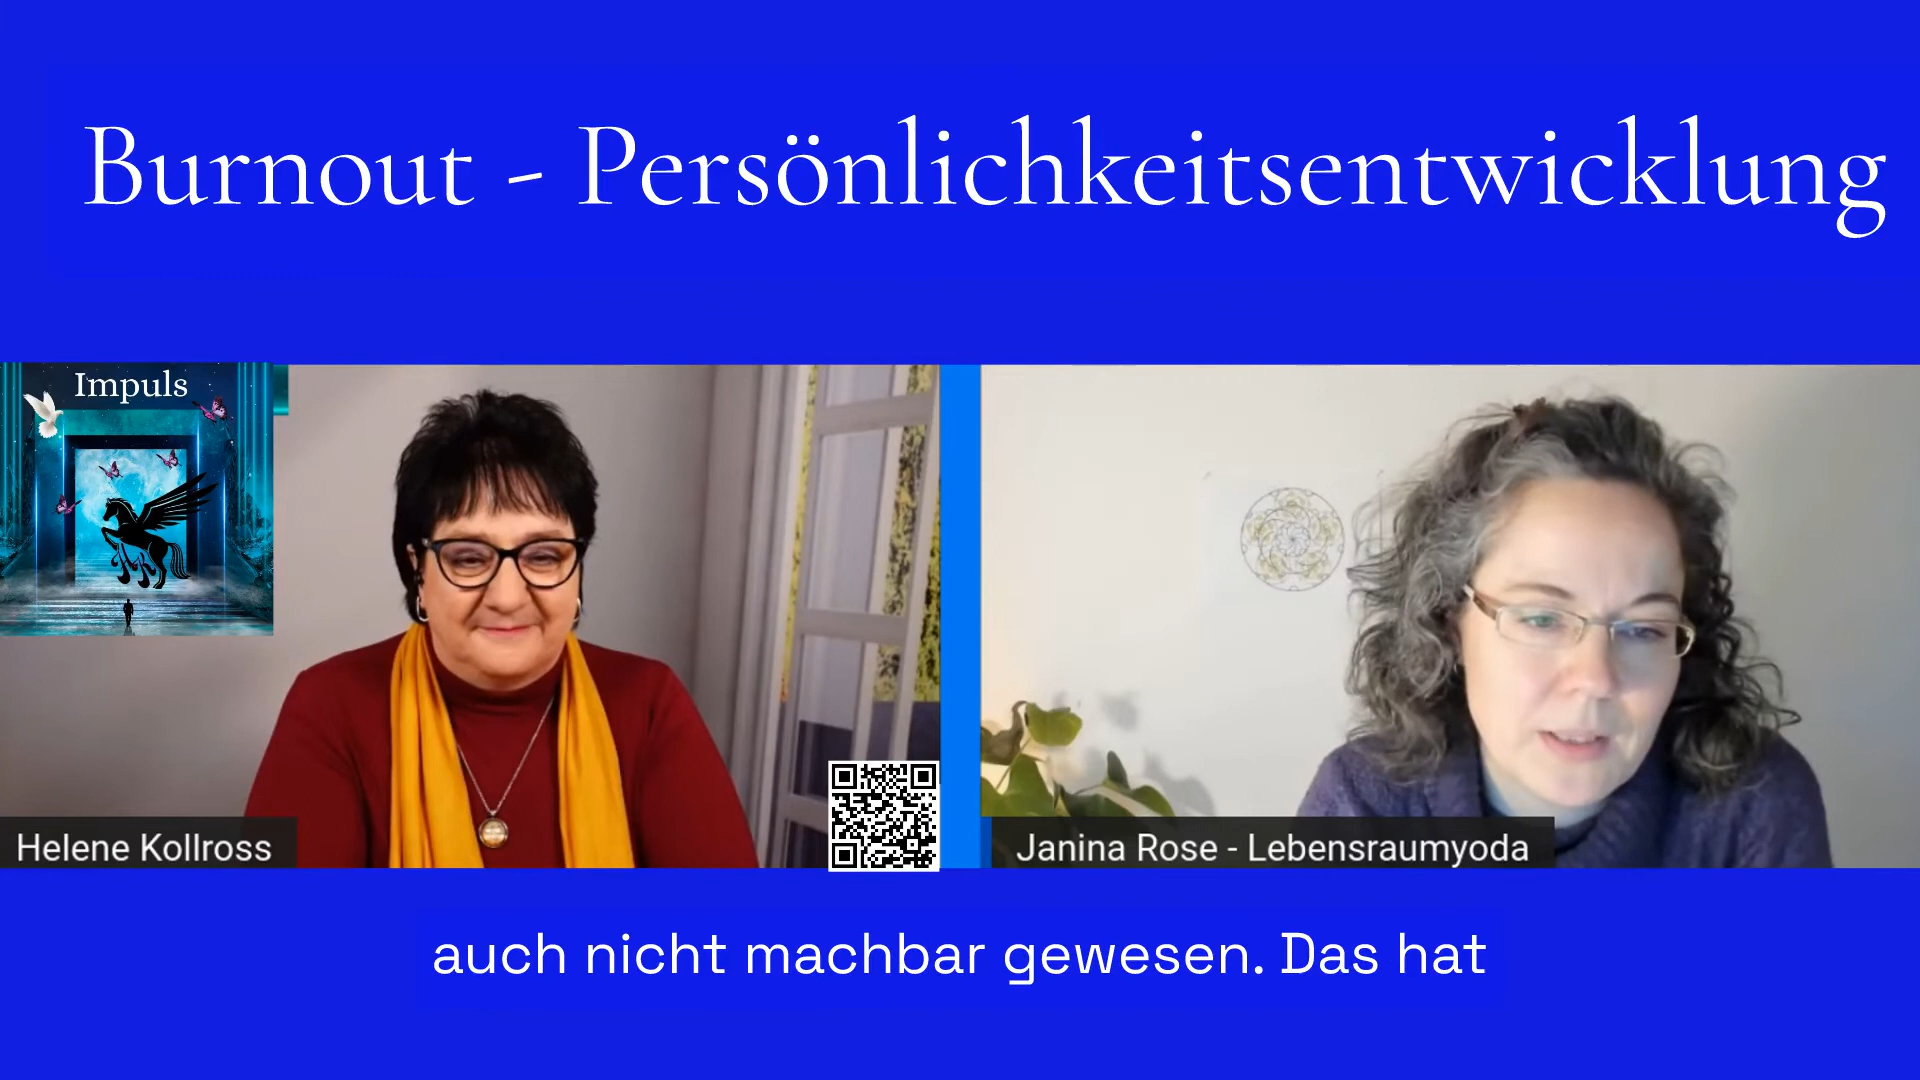 Burnout - Persönlichkeitsentwicklung
Impuls
Helene Kollross
Janina Rose - Lebensraumyoda
auch nicht machbar gewesen. Das hat